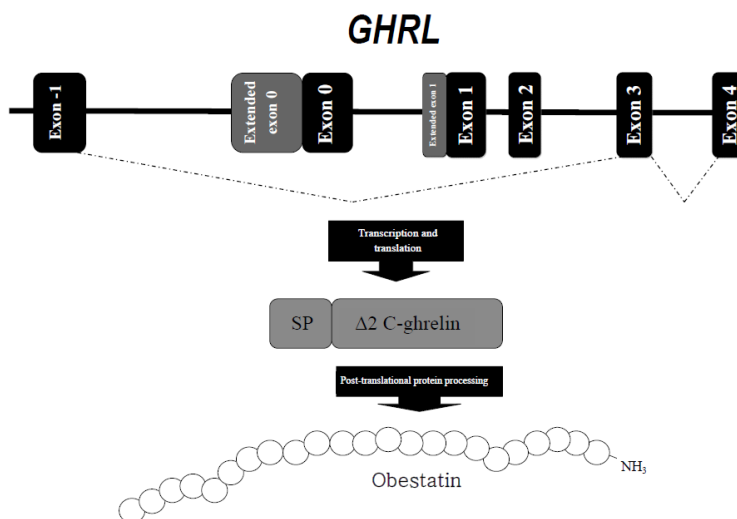 GHRL
Exon -1
Extended
exon 0
Exon 0
Extended exon 1
Exon 1
Exon 2
Exon 3
Exon 4
Transcription and
translation
SP
Δ2 C-ghrelin
Post-translational protein processing
Obestatin
NH3